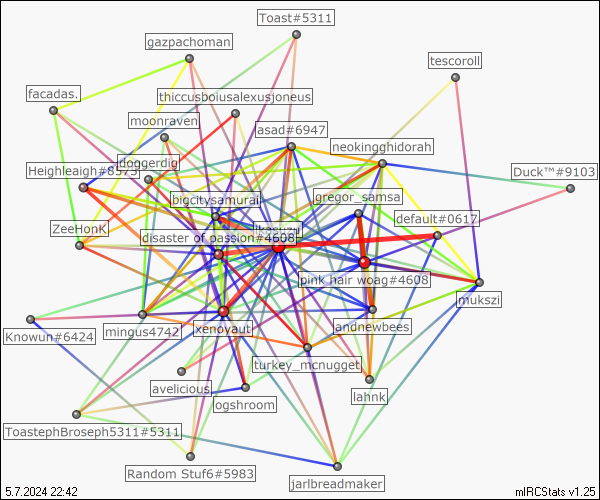 Toast#5311
gazpachoman
tescoroll
facadas.
thiccusboiusalexusjoneus
moonraven
asad#6947
neokingghidorah
doggerdig
Heighleaigh#8573
Duck™#9103
bigcitysamurai
gregor_samsa
default#0617
ZeeHonK
disaster of passion#4608
pink hair woag#4608
mukszi
Knowun#6424
mingus4742
xenoyaut
andnewbees
turkey_mcnugget
avelicious
lahnk
ogshroom
ToastephBroseph5311#5311
Random Stuf6#5983
jarlbreadmaker
5.7.2024 22:42
mIRCStats v1.25